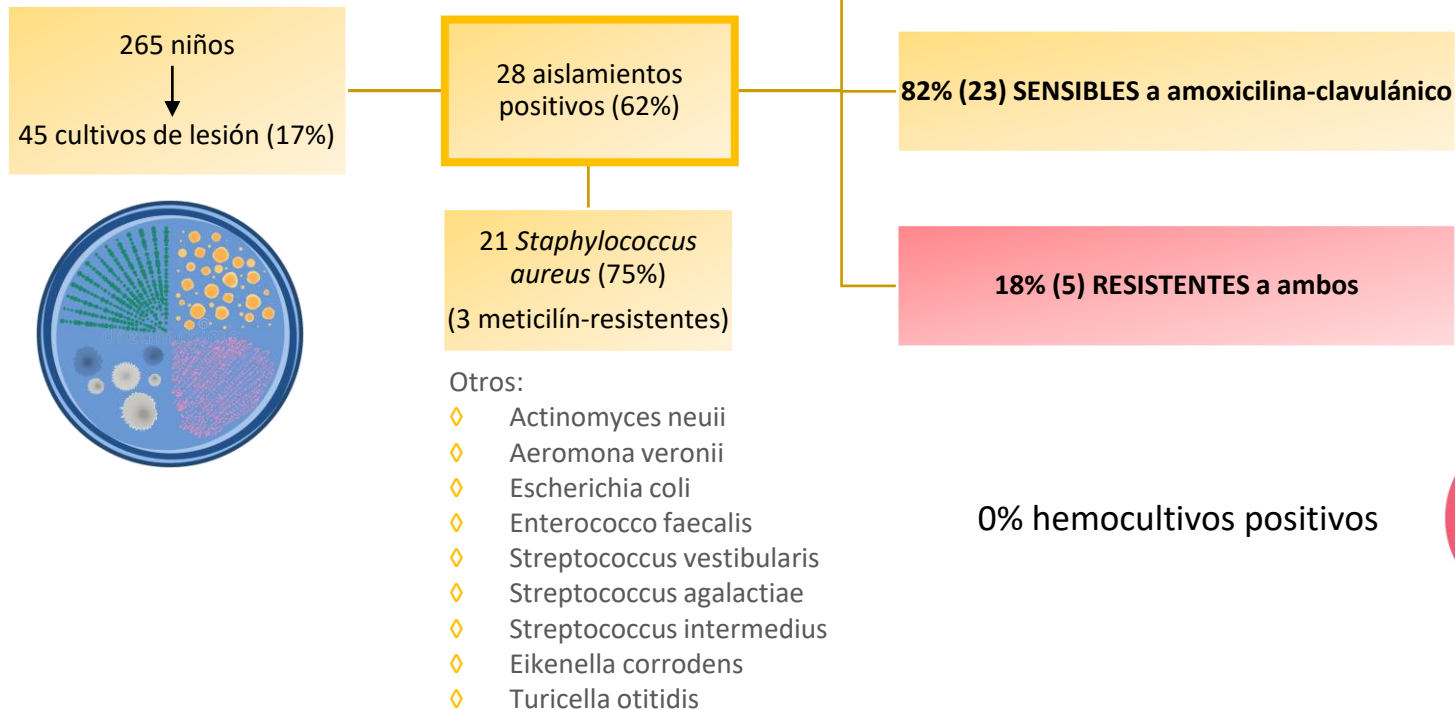 265 niños
45 cultivos de lesión (17%)
28 aislamientos
positivos (62%)
82% (23) SENSIBLES a amoxicilina-clavulánico
21 Staphylococcus
aureus (75%)
(3 meticilín-resistentes)
18% (5) RESISTENTES a ambos
Otros:
◊ Actinomyces neuii
◊ Aeromona veronii
◊ Escherichia coli
◊ Enterococo faecalis
◊ Streptococcus vestibularis
◊ Streptococcus agalactiae
◊ Streptococcus intermedius
◊ Eikenella corrodens
◊ Turicella otitidis
0% hemocultivos positivos